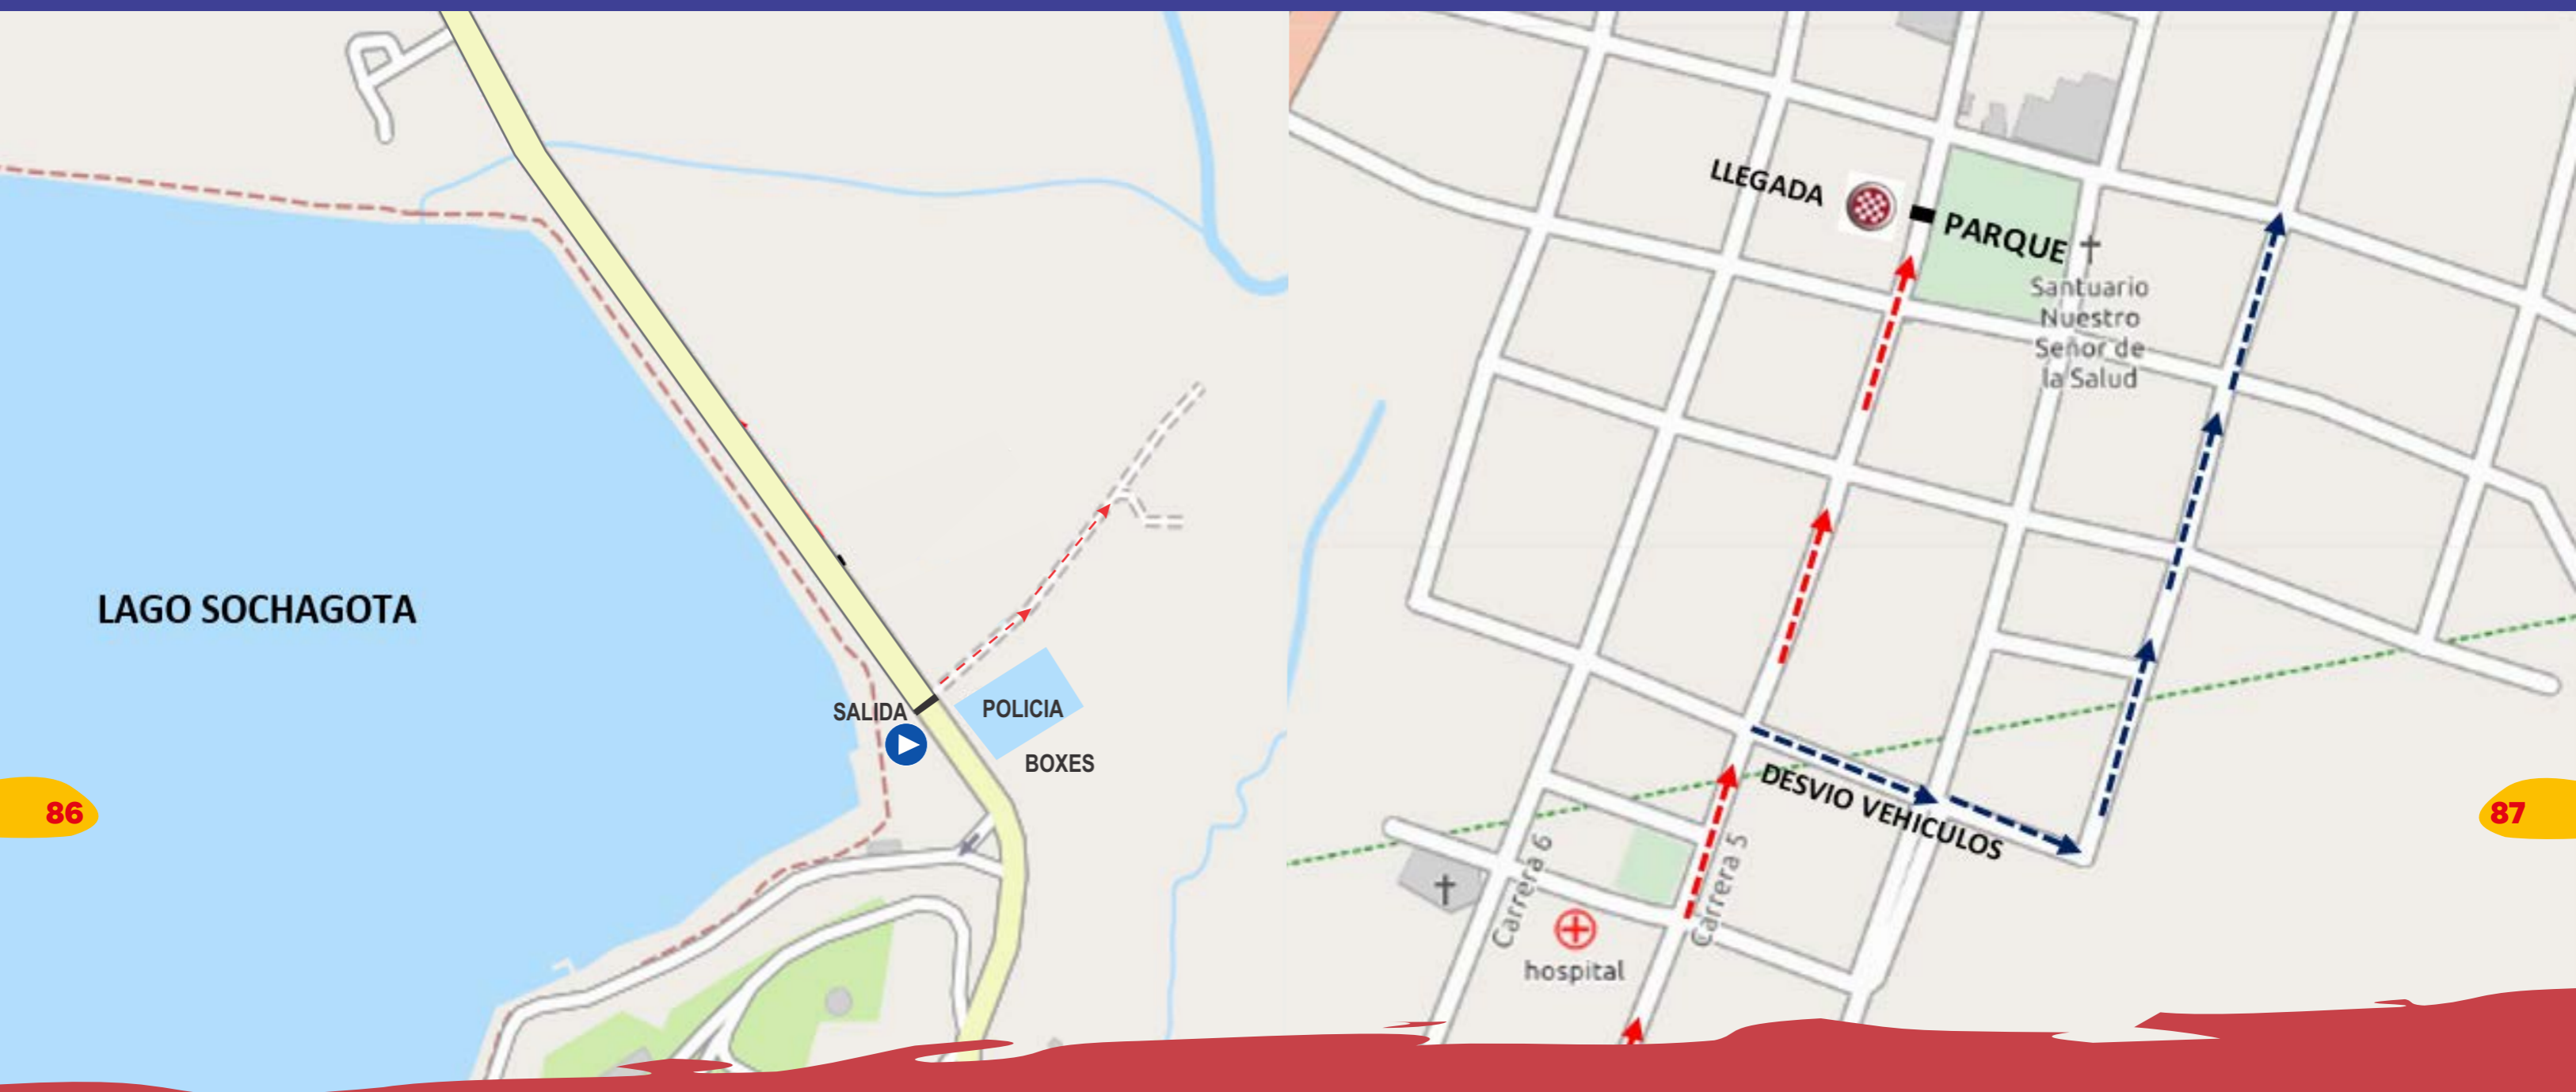 LAGO SOCHAGOTA
SALIDA
POLICIA
BOXES
86
LLEGADA
PARQUE
Santuario
Nuestro
Señor de
la Salud
DESVIO VEHICULOS
Carrera 6
Carrera 5
hospital
87